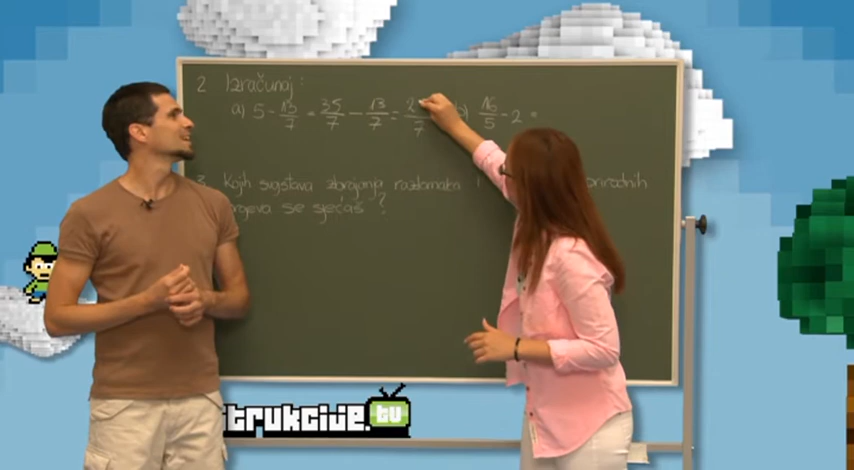 2 Izračunaj :
a) 5 - 13/7 = 35/7 - 13/7 = 2 /7 b) 16/5 - 2 =
3. Kojih svojstava zbrajanja razlomaka i prirodnih
brojeva se sjećaš ?
trukcije.tv